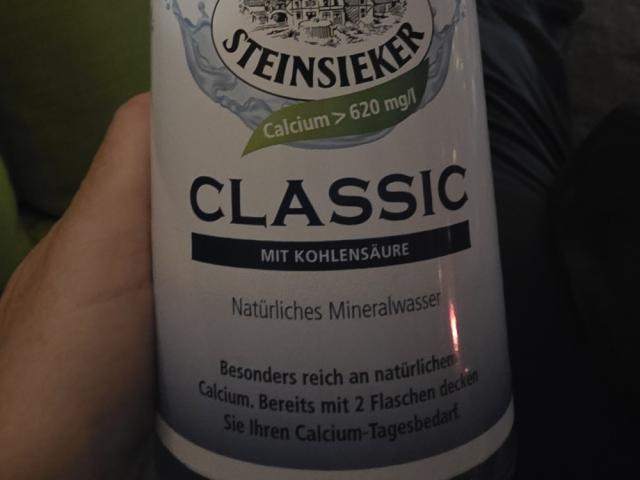 STEINSIEKER
Calcium > 620 mg/l
CLASSIC
MIT KOHLENSÄURE
Natürliches Mineralwasser
Besonders reich an natürlichem
Calcium. Bereits mit 2 Flaschen decken
Sie Ihren Calcium-Tagesbedarf.